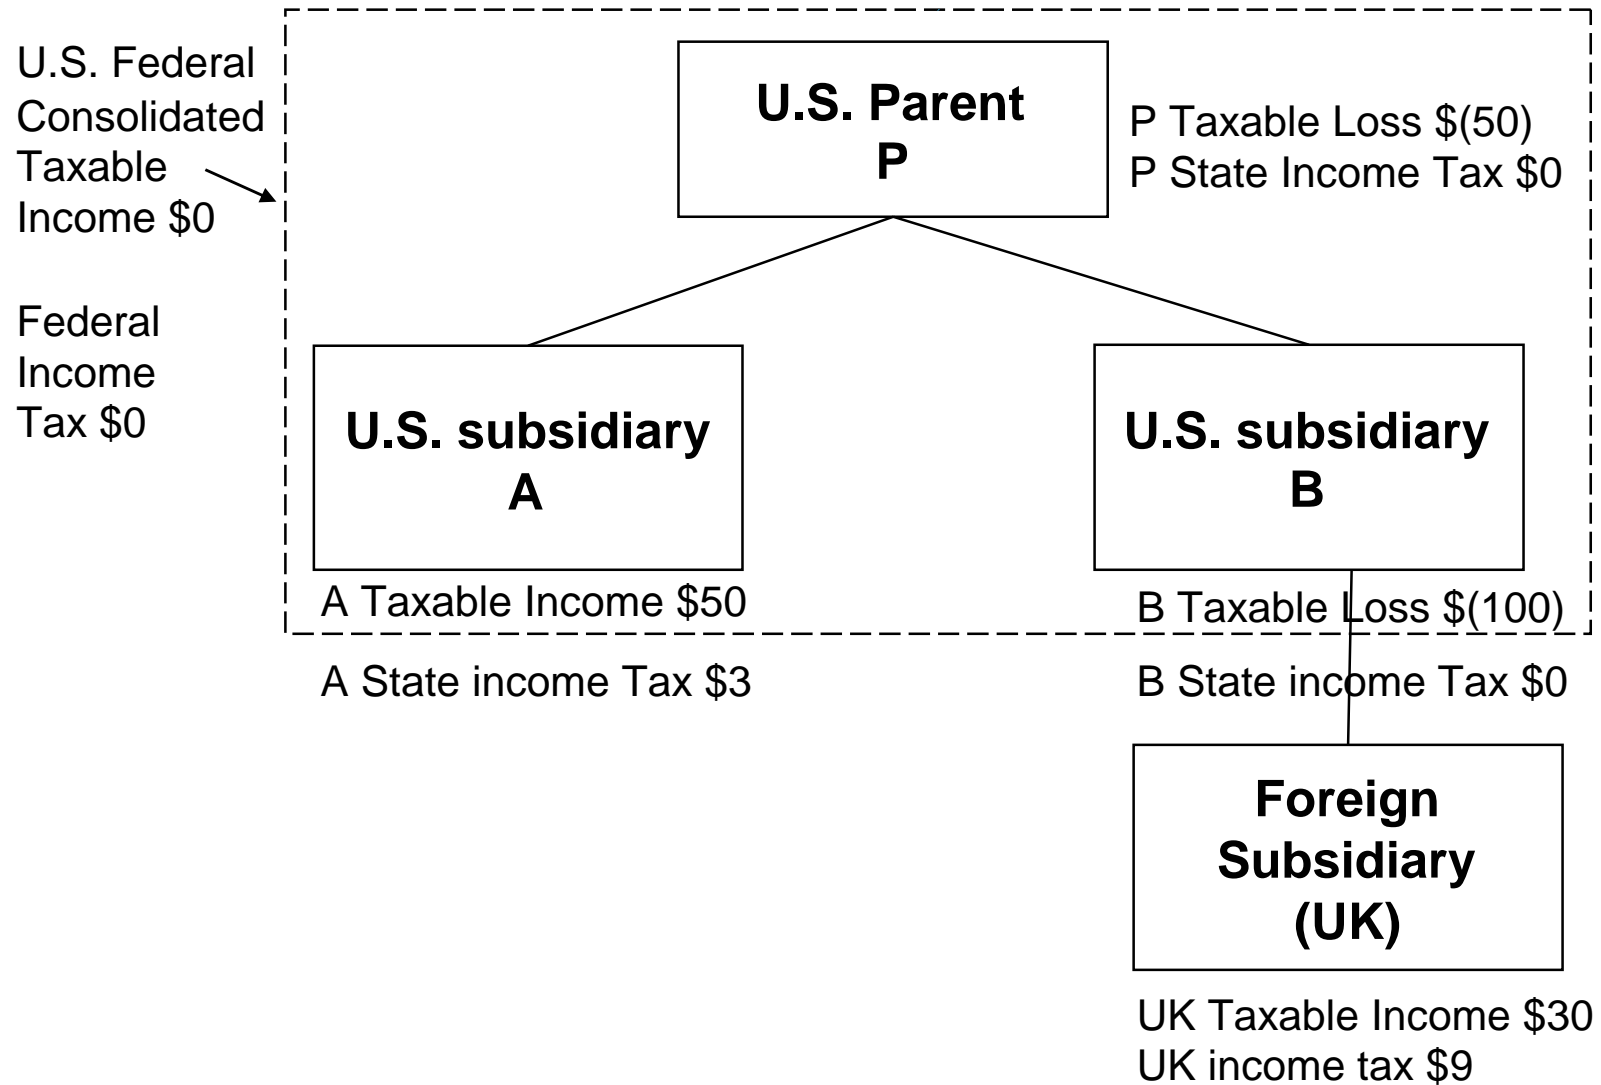 U.S. Federal
Consolidated
Taxable
Income $0
Federal
Income
Tax $0
U.S. Parent
P
P Taxable Loss $(50)
P State Income Tax $0
U.S. subsidiary
A
U.S. subsidiary
B
A Taxable Income $50
B Taxable Loss $(100)
A State income Tax $3
B State income Tax $0
Foreign
Subsidiary
(UK)
UK Taxable Income $30
UK income tax $9